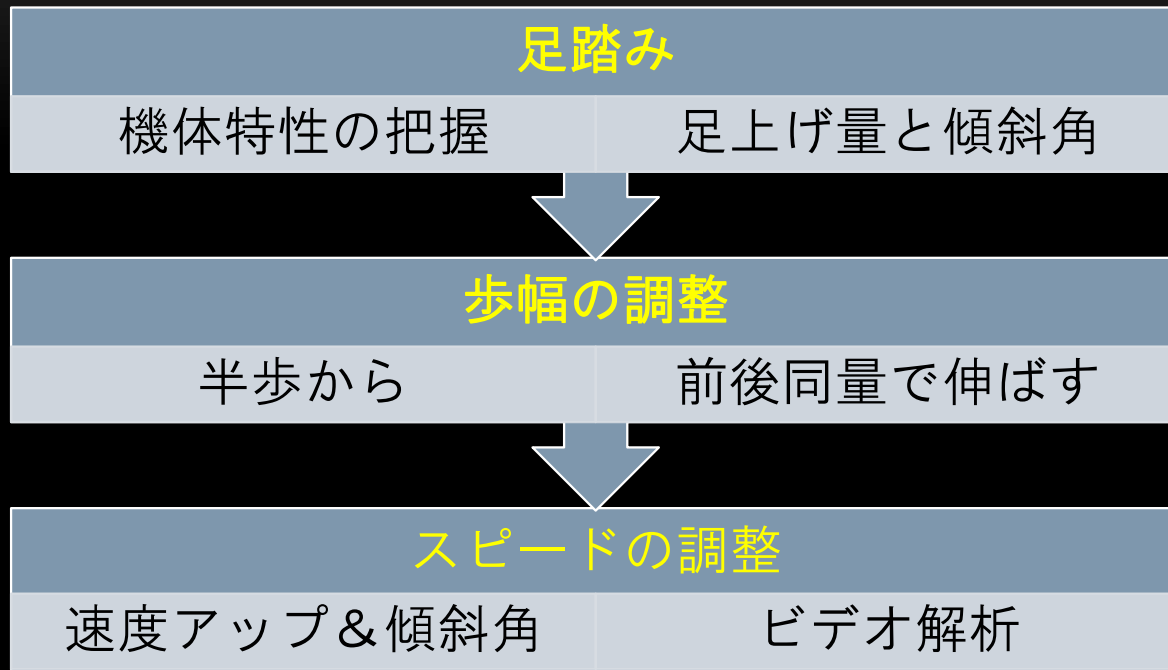 足踏み
機体特性の把握 足上げ量と傾斜角
歩幅の調整
半歩から 前後同量で伸ばす
スピードの調整
速度アップ＆傾斜角 ビデオ解析